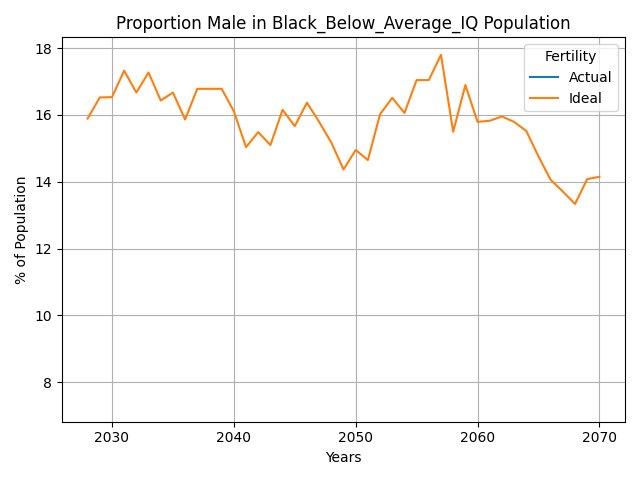 Proportion Male in Black_Below_Average_IQ Population
18
16
14
12
10
8
% of Population
2030
2040
2050
2060
2070
Years
Fertility
Actual
Ideal